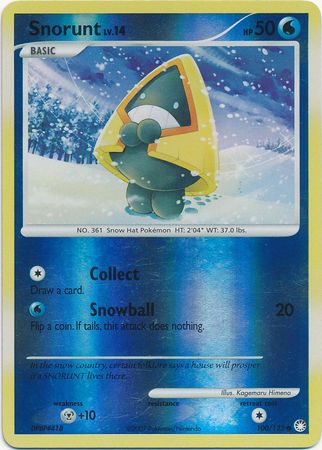 Snorunt LV.14 HP 50
BASIC
NO. 361 Snow Hat Pokémon HT: 2'04" WT: 37.0 lbs.
Collect
Draw a card.
Snowball 20
Flip a coin. If tails, this attack does nothing.
In the snow country, certain folklore says a house will prosper
if a SNORUNT lives there.
Illus. Kagemaru Himeno
weakness resistance retreat cost
+10
©2007 Pokémon/Nintendo 100/123